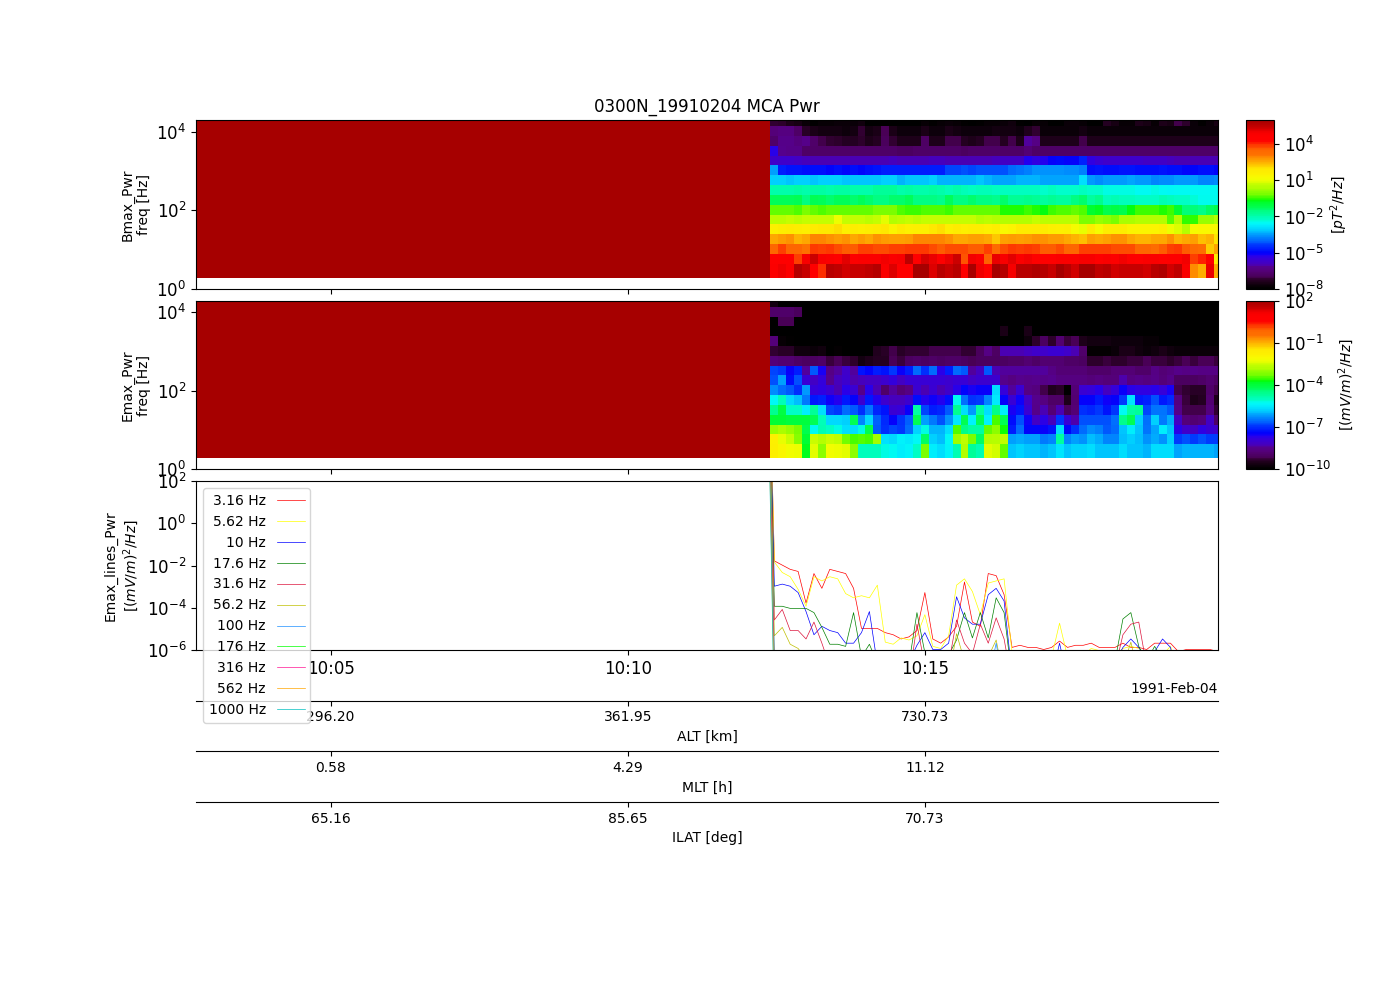 0300N_19910204 MCA Pwr
Bmax_Pwr
freq [Hz]
10^4
10^2
10^0
10^4
10^1
10^-2
10^-5
10^-8
[pT^2/Hz]
Emax_Pwr
freq [Hz]
10^4
10^2
10^0
10^2
10^-1
10^-4
10^-7
10^-10
[(mV/m)^2/Hz]
Emax_lines_Pwr
[(mV/m)^2/Hz]
10^2
10^0
10^-2
10^-4
10^-6
3.16 Hz
5.62 Hz
10 Hz
17.6 Hz
31.6 Hz
56.2 Hz
100 Hz
176 Hz
316 Hz
562 Hz
1000 Hz
10:05 10:10 10:15
1991-Feb-04
296.20 361.95 730.73
ALT [km]
0.58 4.29 11.12
MLT [h]
65.16 85.65 70.73
ILAT [deg]